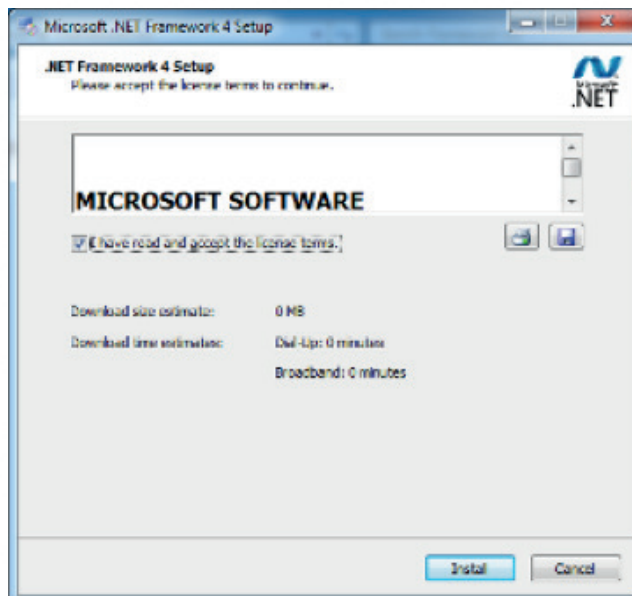 Microsoft .NET Framework 4 Setup
.NET Framework 4 Setup
Please accept the license terms to continue.
Microsoft
.NET
MICROSOFT SOFTWARE
I have read and accept the license terms.
Download size estimate: 0 MB
Download time estimates: Dial-Up: 0 minutes
Broadband: 0 minutes
Install Cancel